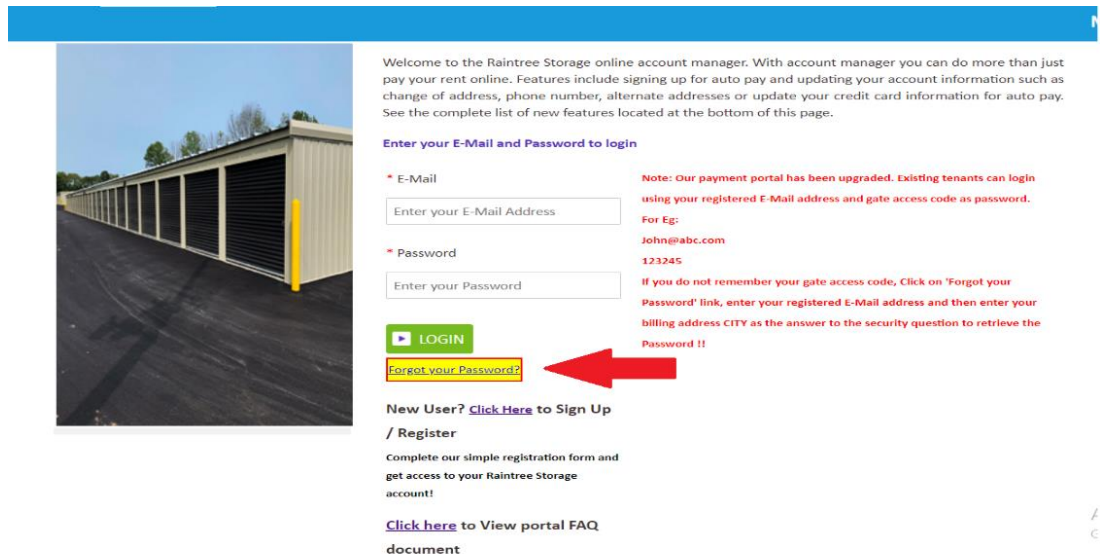 Welcome to the Raintree Storage online account manager. With account manager you can do more than just
pay your rent online. Features include signing up for auto pay and updating your account information such as
change of address, phone number, alternate addresses or update your credit card information for auto pay.
See the complete list of new features located at the bottom of this page.
Enter your E-Mail and Password to login
* E-Mail
Enter your E-Mail Address
* Password
Enter your Password
LOGIN
Forgot your Password?
Note: Our payment portal has been upgraded. Existing tenants can login
using your registered E-Mail address and gate access code as password.
For Eg:
John@abc.com
123245
If you do not remember your gate access code, Click on 'Forgot your
Password' link, enter your registered E-Mail address and then enter your
billing address CITY as the answer to the security question to retrieve the
Password !!
New User? Click Here to Sign Up
/ Register
Complete our simple registration form and
get access to your Raintree Storage
account!
Click here to View portal FAQ
document